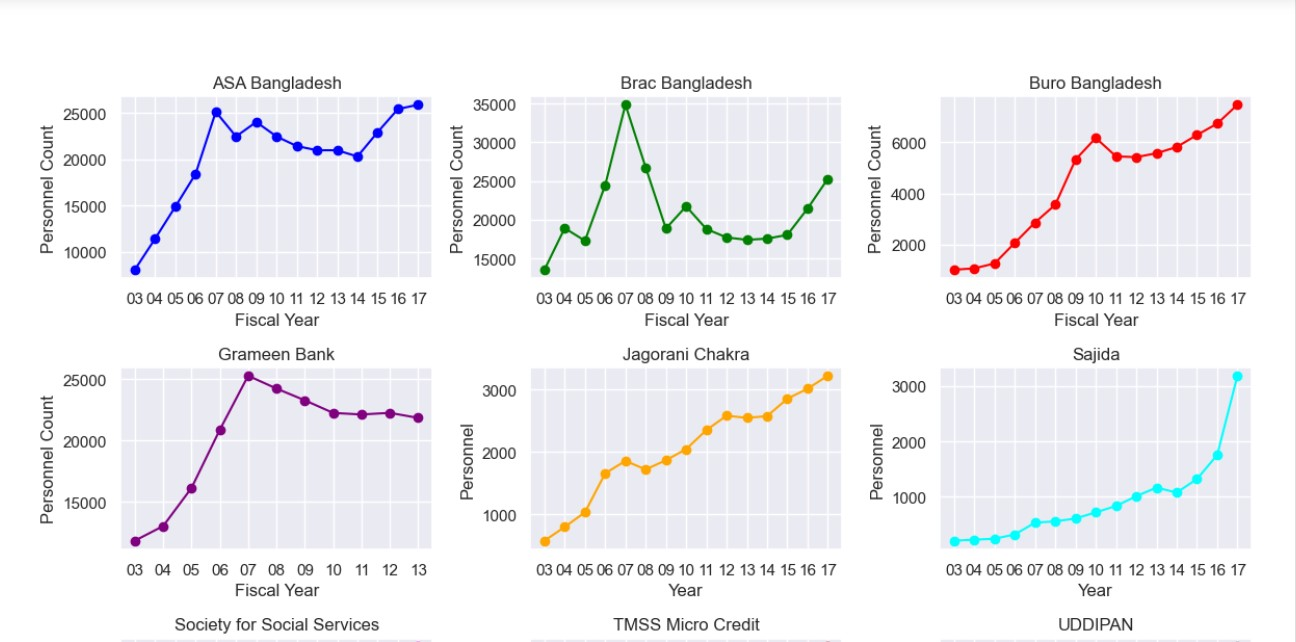 ASA Bangladesh
Personnel Count
25000
20000
15000
10000
03 04 05 06 07 08 09 10 11 12 13 14 15 16 17
Fiscal Year
Brac Bangladesh
Personnel Count
35000
30000
25000
20000
15000
03 04 05 06 07 08 09 10 11 12 13 14 15 16 17
Fiscal Year
Buro Bangladesh
Personnel Count
6000
4000
2000
03 04 05 06 07 08 09 10 11 12 13 14 15 16 17
Fiscal Year
Grameen Bank
Personnel Count
25000
20000
15000
03 04 05 06 07 08 09 10 11 12 13
Fiscal Year
Jagorani Chakra
Personnel
3000
2000
1000
03 04 05 06 07 08 09 10 11 12 13 14 15 16 17
Year
Sajida
Personnel
3000
2000
1000
03 04 05 06 07 08 09 10 11 12 13 14 15 16 17
Year
Society for Social Services
TMSS Micro Credit
UDDIPAN